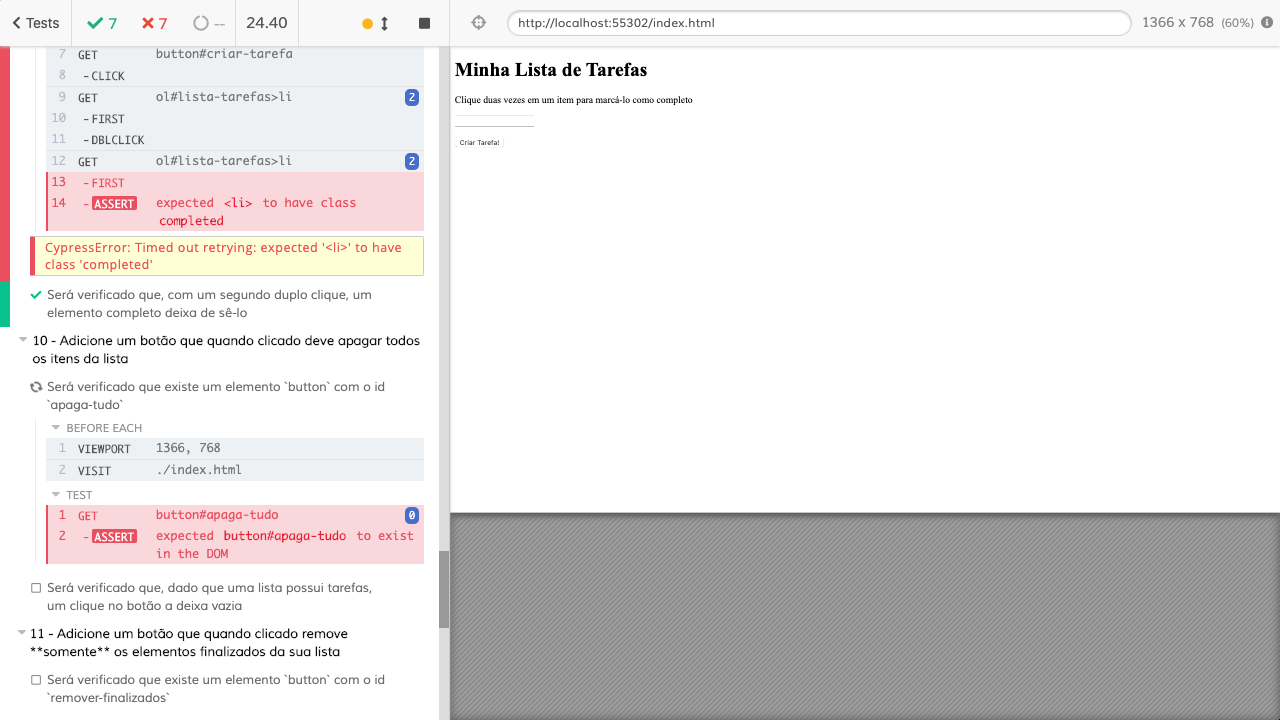 Tests 7 7 -- 24.40 http://localhost:55302/index.html 1366 x 768 (60%)
7 GET button#criar-tarefa
8 -CLICK
9 GET ol#lista-tarefas>li 2
10 -FIRST
11 -DBLCLICK
12 GET ol#lista-tarefas>li 2
13 -FIRST
14 -ASSERT expected <li> to have class
completed
CypressError: Timed out retrying: expected '<li>' to have
class 'completed'
Será verificado que, com um segundo duplo clique, um
elemento completo deixa de sê-lo
10 - Adicione um botão que quando clicado deve apagar todos
os itens da lista
Será verificado que existe um elemento `button` com o id
`apaga-tudo`
BEFORE EACH
1 VIEWPORT 1366, 768
2 VISIT ./index.html
TEST
1 GET button#apaga-tudo 0
2 -ASSERT expected button#apaga-tudo to exist
in the DOM
Será verificado que, dado que uma lista possui tarefas,
um clique no botão a deixa vazia
11 - Adicione um botão que quando clicado remove
**somente** os elementos finalizados da sua lista
Será verificado que existe um elemento `button` com o id
`remover-finalizados`
Minha Lista de Tarefas
Clique duas vezes em um item para marcá-lo como completo
Criar Tarefa!